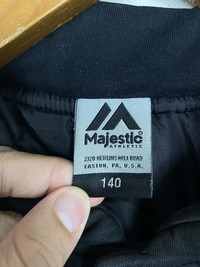 Majestic®
ATHLETIC
2320 NEWLINS MILL ROAD
EASTON, PA, U.S.A.
140